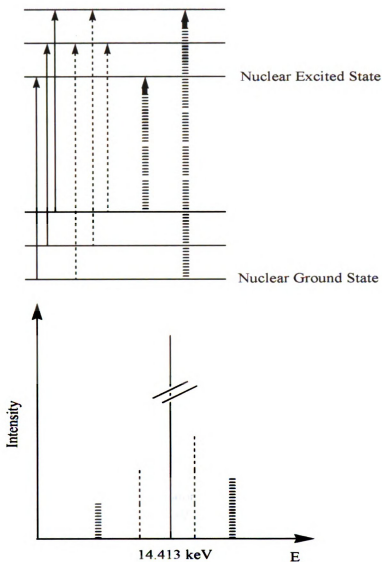 Nuclear Excited State
Nuclear Ground State
Intensity
14.413 keV
E